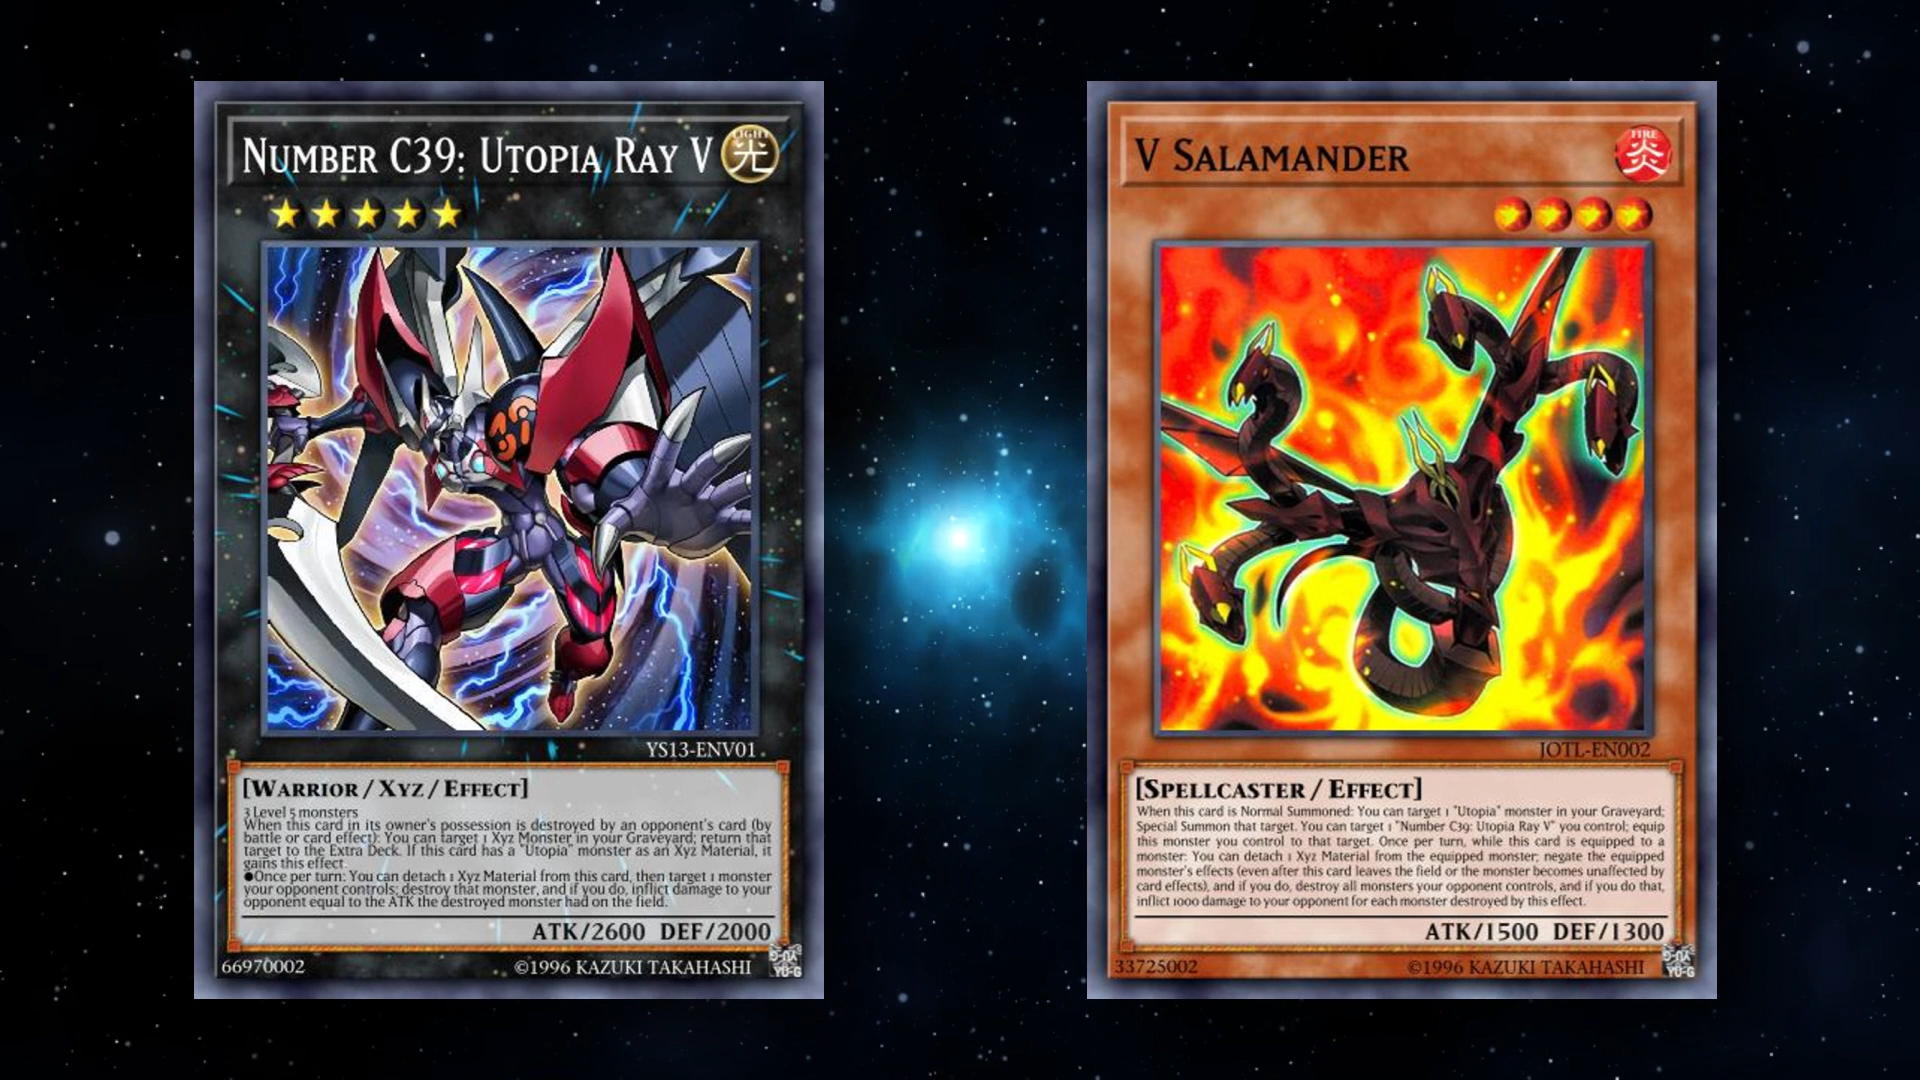 NUMBER C39: UTOPIA RAY V
LIGHT
光
39
YS13-ENV01
[WARRIOR / XYZ / EFFECT]
3 Level 5 monsters
When this card in its owner's possession is destroyed by an opponent's card (by
battle or card effect): You can target 1 Xyz Monster in your Graveyard; return that
target to the Extra Deck. If this card has a "Utopia" monster as an Xyz Material, it
gains this effect.
●Once per turn: You can detach 1 Xyz Material from this card, then target 1 monster
your opponent controls; destroy that monster, and if you do, inflict damage to your
opponent equal to the ATK the destroyed monster had on the field.
ATK/2600 DEF/2000
66970002
©1996 KAZUKI TAKAHASHI
V SALAMANDER
FIRE
炎
JOTL-EN002
[SPELLCASTER / EFFECT]
When this card is Normal Summoned: You can target 1 "Utopia" monster in your Graveyard;
Special Summon that target. You can target 1 "Number C39: Utopia Ray V" you control; equip
this monster you control to that target. Once per turn, while this card is equipped to a
monster: You can detach 1 Xyz Material from the equipped monster; negate the equipped
monster's effects (even after this card leaves the field or the monster becomes unaffected by
card effects), and if you do, destroy all monsters your opponent controls, and if you do that,
inflict 1000 damage to your opponent for each monster destroyed by this effect.
ATK/1500 DEF/1300
33725002
©1996 KAZUKI TAKAHASHI